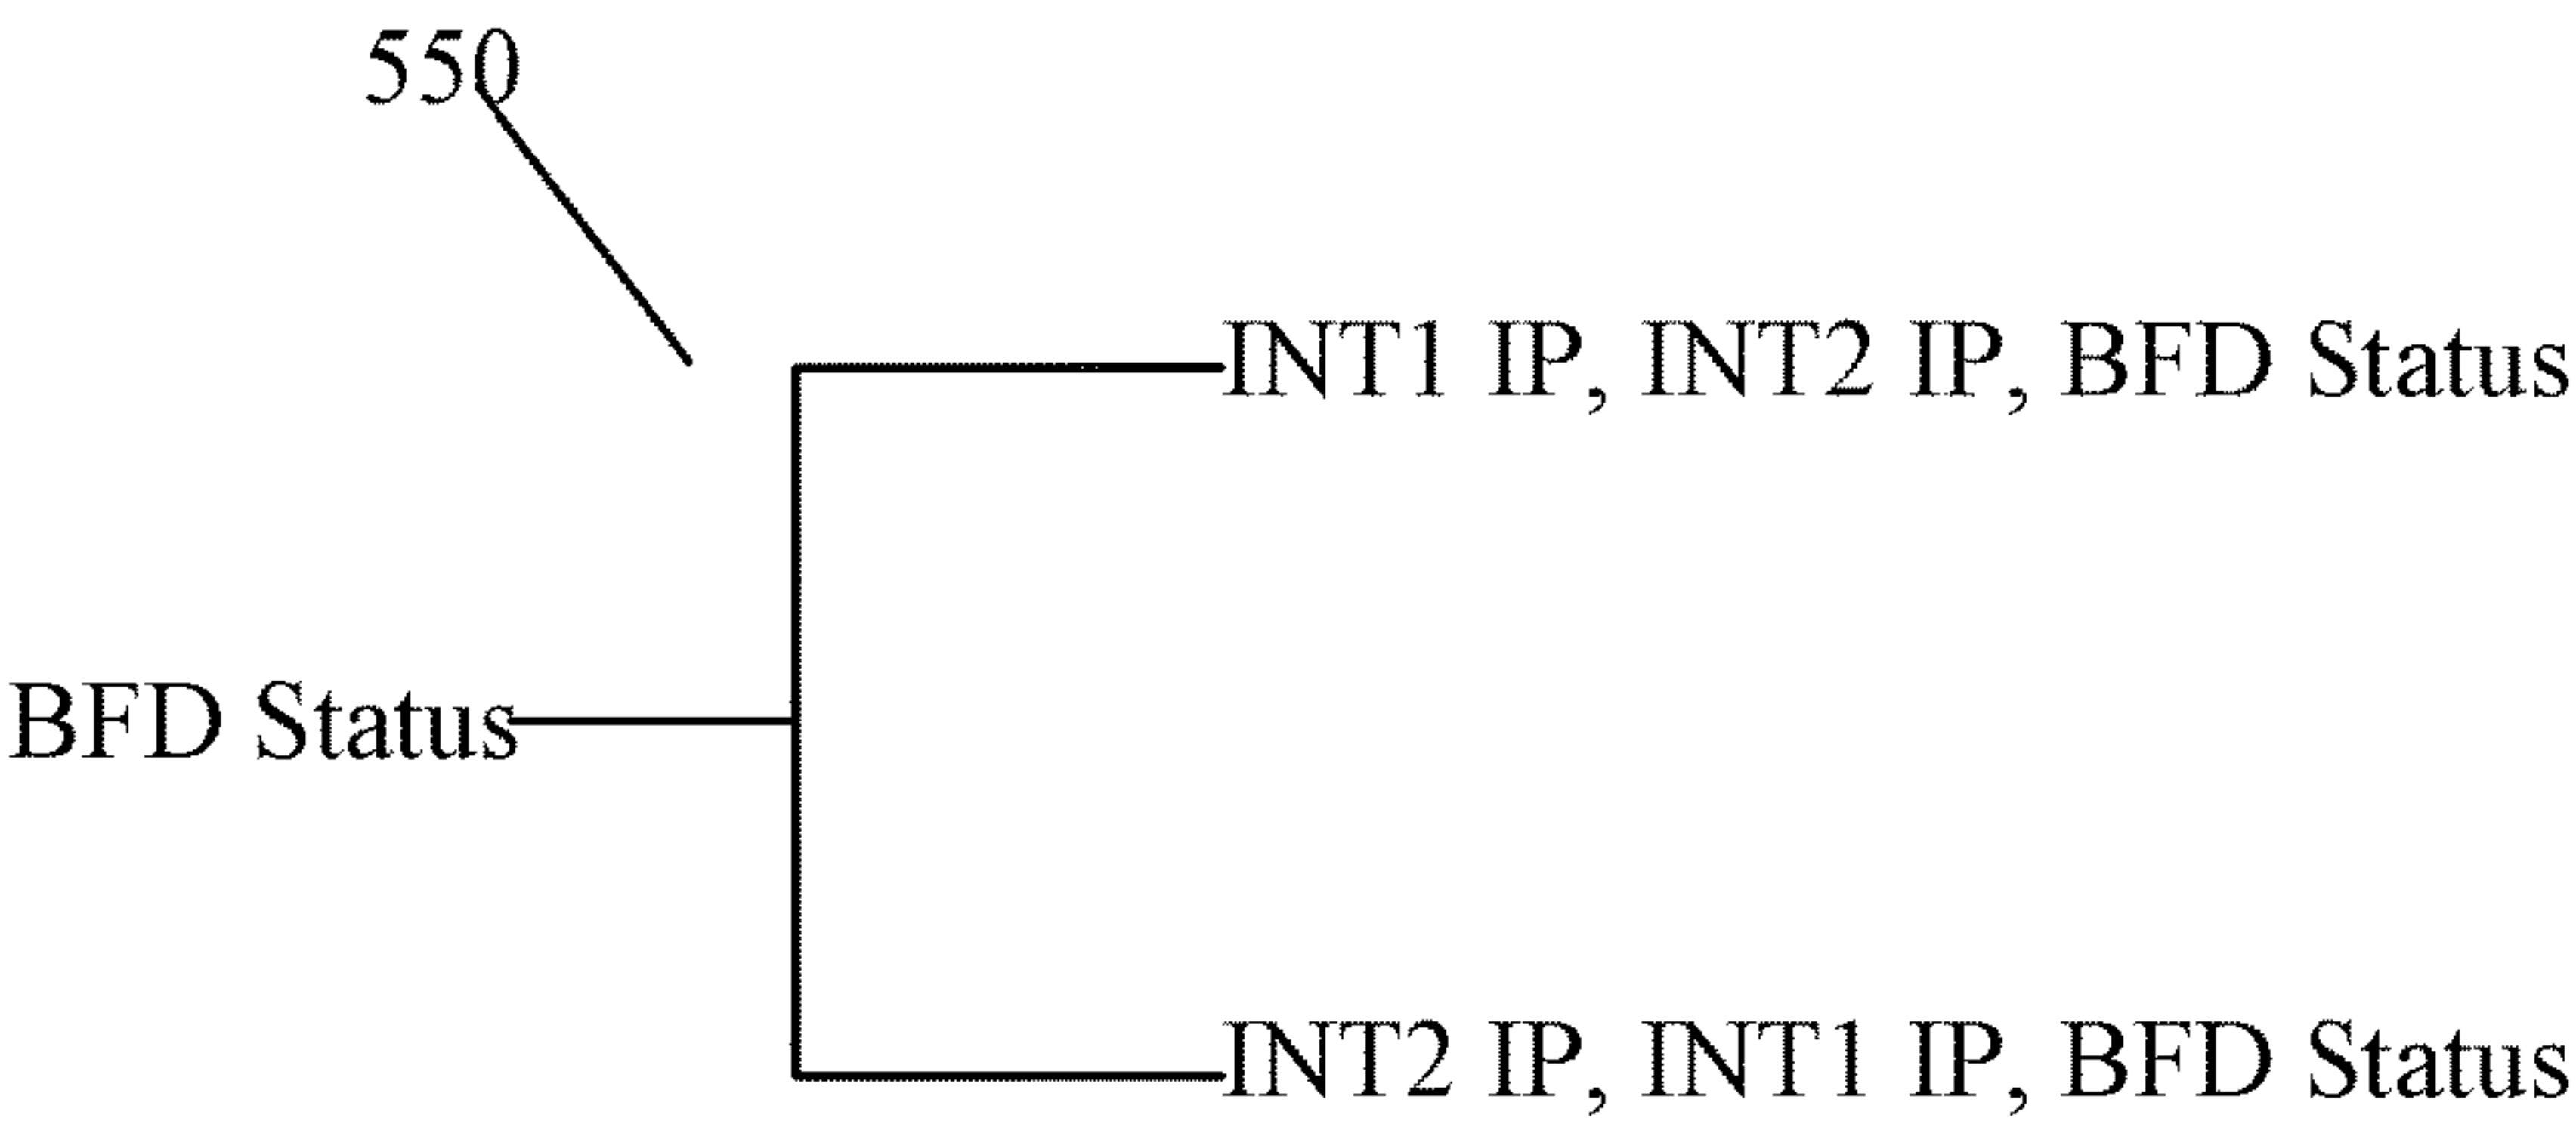 550
INT1 IP, INT2 IP, BFD Status
BFD Status
INT2 IP, INT1 IP, BFD Status